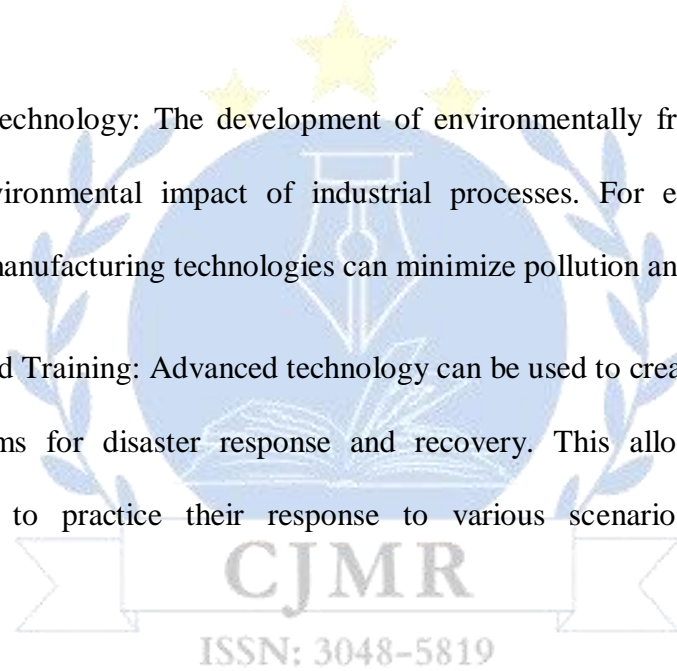 echnology: The development of environmentally fr
vironmental impact of industrial processes. For e
manufacturing technologies can minimize pollution an
d Training: Advanced technology can be used to crea
ms for disaster response and recovery. This allo
to practice their response to various scenario
CJMR
ISSN: 3048-5819